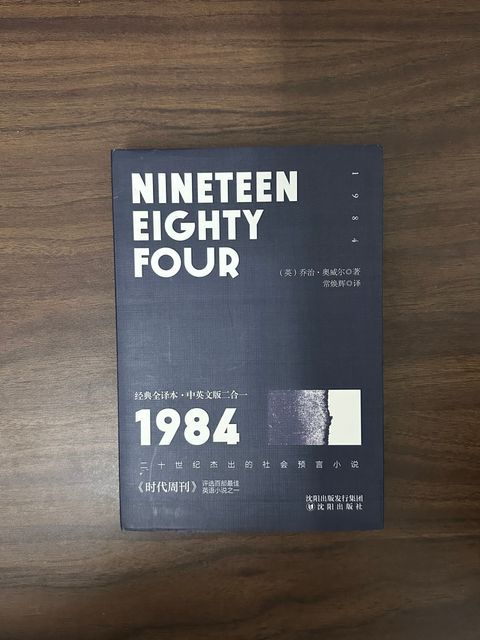 NINETEEN
EIGHTY
FOUR
1984
（英）乔治·奥威尔◎著
常焕辉◎译
经典全译本·中英文版二合一
1984
二十世纪杰出的社会预言小说
《时代周刊》
评选百部最佳
英语小说之一
沈阳出版发行集团
沈阳出版社